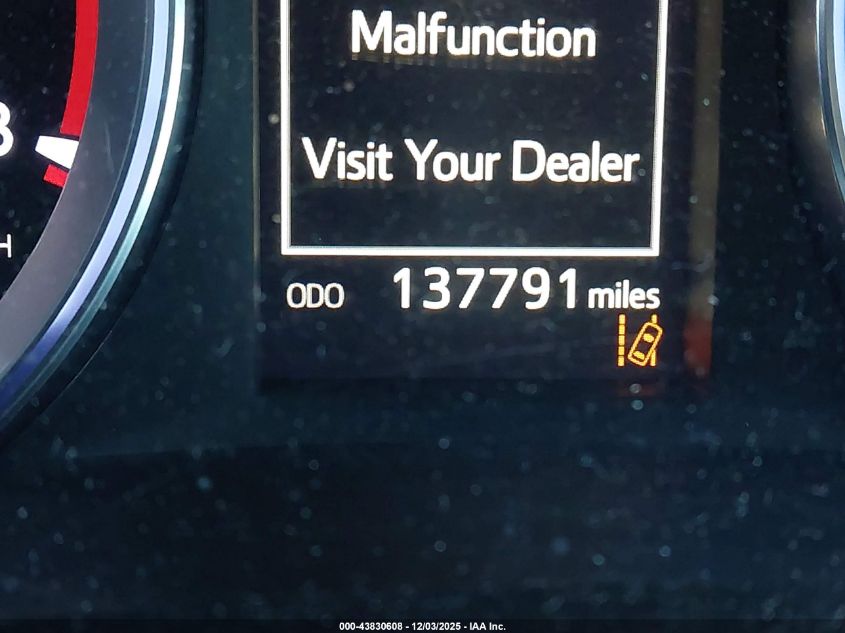 Malfunction
Visit Your Dealer
ODO 137791 miles
000-43830608 - 12/03/2025 - IAA Inc.